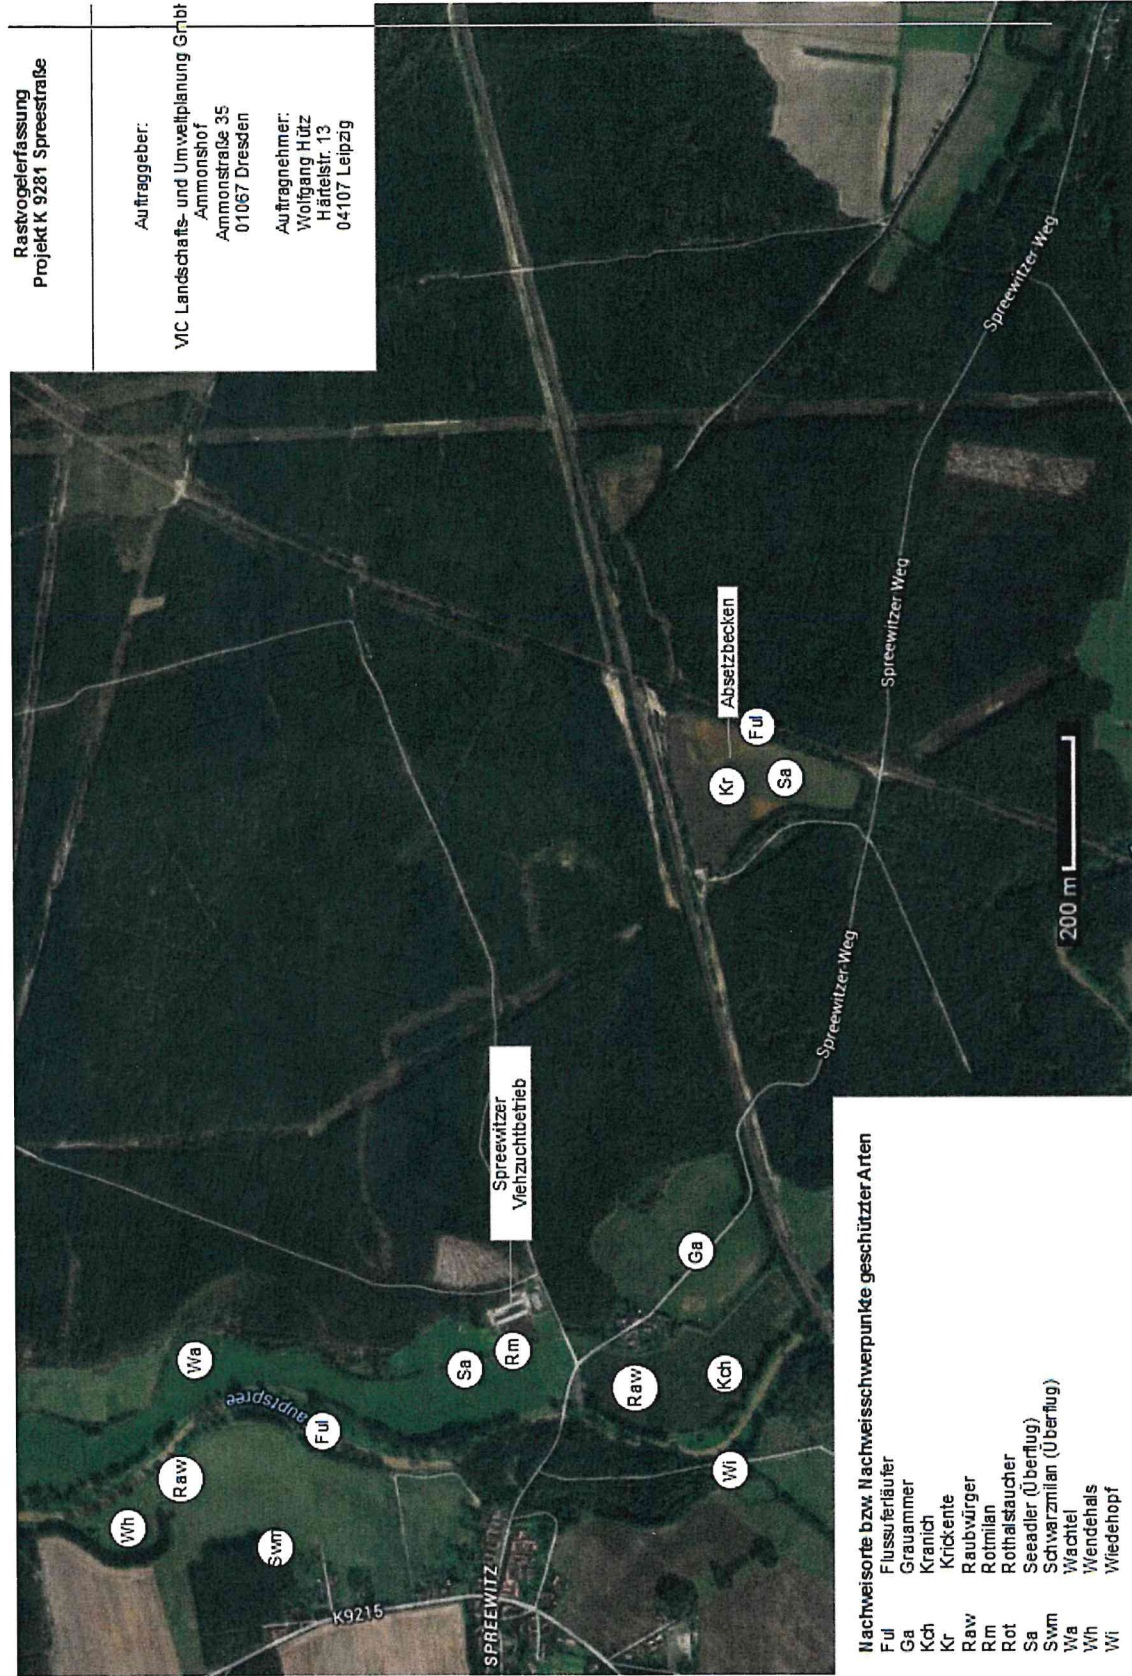 Rastvogelerfassung
Projekt K 9281 Spreestraße
Auftraggeber:
VIC Landschafts- und Umweltplanung GmbH
Ammonshof
Ammonstraße 35
01067 Dresden
Auftragnehmer:
Wolfgang Hütz
Härtelstr. 13
04107 Leipzig
Wh
Raw
Wa
Swm
auptspree
Ful
K9215
SPREEWITZ
Sa
Rm
Spreewitzer
Viehzuchtbetrieb
Raw
Ga
Kch
Wi
Absetzbecken
Kr
Ful
Sa
Spreewitzer-Weg
Spreewitzer Weg
Spreewitzer Weg
200 m
Nachweisorte bzw. Nachweisschwerpunkte geschützter Arten
Ful Flussuferläufer
Ga Grauammer
Kch Kranich
Kr Krickente
Raw Raubwürger
Rm Rotmilan
Rot Rothalstaucher
Sa Seeadler (Überflug)
Swm Schwarzmilan (Überflug)
Wa Wachtel
Wh Wendehals
Wi Wiedehopf